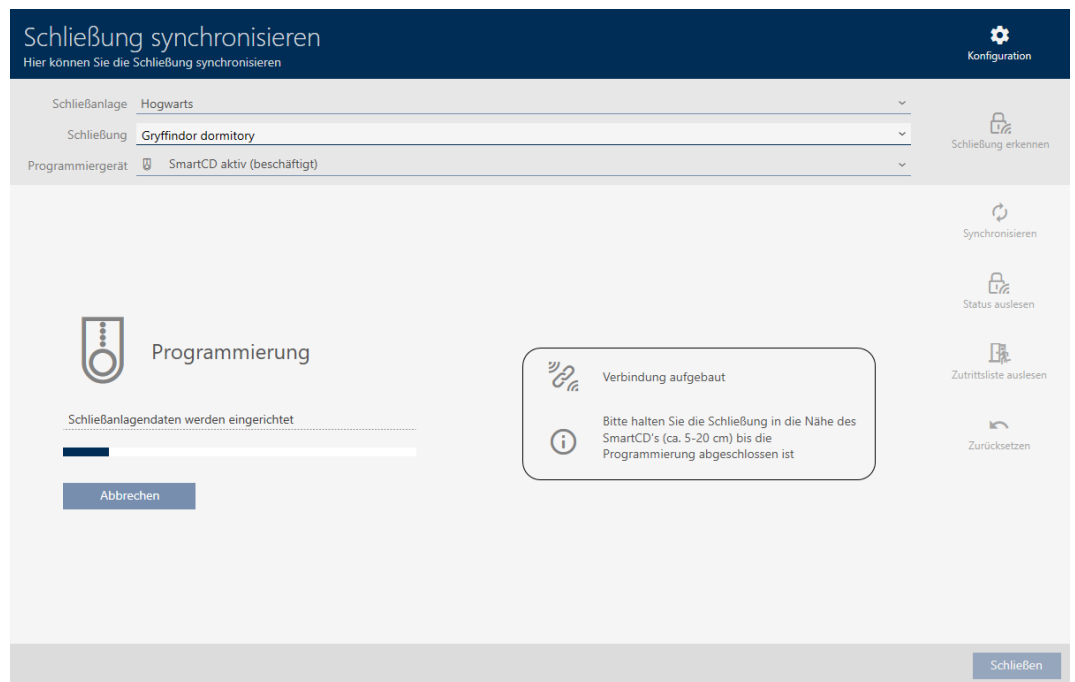 Schließung synchronisieren
Hier können Sie die Schließung synchronisieren
Konfiguration
Schließanlage Hogwarts
Schließung Gryffindor dormitory
Programmiergerät SmartCD aktiv (beschäftigt)
Schließung erkennen
Synchronisieren
Status auslesen
Zutrittsliste auslesen
Zurücksetzen
Programmierung
Schließanlagendaten werden eingerichtet
Abbrechen
Verbindung aufgebaut
Bitte halten Sie die Schließung in die Nähe des
SmartCD's (ca. 5-20 cm) bis die
Programmierung abgeschlossen ist
Schließen